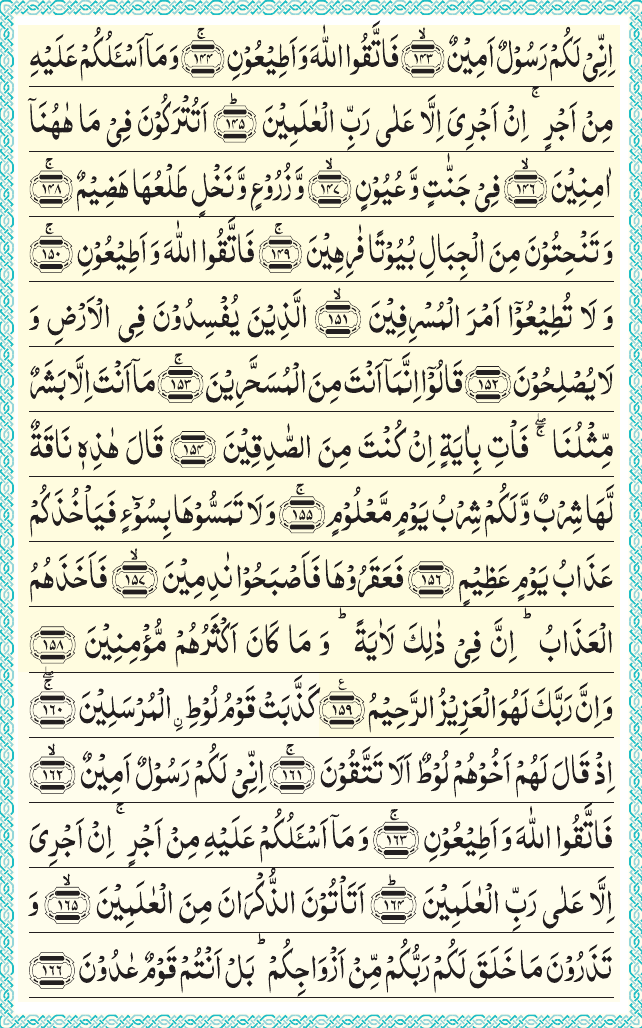 اِنِّیۡ لَکُمۡ رَسُوۡلٌ اَمِیۡنٌ ﴿۱۴۳﴾ۙ فَاتَّقُوا اللّٰہَ وَ اَطِیۡعُوۡنِ ﴿۱۴۴﴾ۚ وَ مَاۤ اَسۡـَٔلُکُمۡ عَلَیۡہِ
مِنۡ اَجۡرٍ ۚ اِنۡ اَجۡرِیَ اِلَّا عَلٰی رَبِّ الۡعٰلَمِیۡنَ ﴿۱۴۵﴾ؕ اَتُتۡرَکُوۡنَ فِیۡ مَا ہٰہُنَاۤ
اٰمِنِیۡنَ ﴿۱۴۶﴾ۙ فِیۡ جَنّٰتٍ وَّ عُیُوۡنٍ ﴿۱۴۷﴾ۙ وَّ زُرُوۡعٍ وَّ نَخۡلٍ طَلۡعُہَا ہَضِیۡمٌ ﴿۱۴۸﴾ۚ
وَ تَنۡحِتُوۡنَ مِنَ الۡجِبَالِ بُیُوۡتًا فٰرِہِیۡنَ ﴿۱۴۹﴾ۚ فَاتَّقُوا اللّٰہَ وَ اَطِیۡعُوۡنِ ﴿۱۵۰﴾ۚ
وَ لَا تُطِیۡعُوۡۤا اَمۡرَ الۡمُسۡرِفِیۡنَ ﴿۱۵۱﴾ۙ الَّذِیۡنَ یُفۡسِدُوۡنَ فِی الۡاَرۡضِ وَ
لَا یُصۡلِحُوۡنَ ﴿۱۵۲﴾ قَالُوۡۤا اِنَّمَاۤ اَنۡتَ مِنَ الۡمُسَحَّرِیۡنَ ﴿۱۵۳﴾ۚ مَاۤ اَنۡتَ اِلَّا بَشَرٌ
مِّثۡلُنَا ۚۖ فَاۡتِ بِاٰیَۃٍ اِنۡ کُنۡتَ مِنَ الصّٰدِقِیۡنَ ﴿۱۵۴﴾ قَالَ ہٰذِہٖ نَاقَۃٌ
لَّہَا شِرۡبٌ وَّ لَکُمۡ شِرۡبُ یَوۡمٍ مَّعۡلُوۡمٍ ﴿۱۵۵﴾ۚ وَ لَا تَمَسُّوۡہَا بِسُوۡٓءٍ فَیَاۡخُذَکُمۡ
عَذَابُ یَوۡمٍ عَظِیۡمٍ ﴿۱۵۶﴾ فَعَقَرُوۡہَا فَاَصۡبَحُوۡا نٰدِمِیۡنَ ﴿۱۵۷﴾ۙ فَاَخَذَہُمُ
الۡعَذَابُ ؕ اِنَّ فِیۡ ذٰلِکَ لَاٰیَۃً ؕ وَ مَا کَانَ اَکۡثَرُہُمۡ مُّؤۡمِنِیۡنَ ﴿۱۵۸﴾
وَ اِنَّ رَبَّکَ لَہُوَ الۡعَزِیۡزُ الرَّحِیۡمُ ﴿۱۵۹﴾ع کَذَّبَتۡ قَوۡمُ لُوۡطِۣ الۡمُرۡسَلِیۡنَ ﴿۱۶۰﴾ۚۖ
اِذۡ قَالَ لَہُمۡ اَخُوۡہُمۡ لُوۡطٌ اَلَا تَتَّقُوۡنَ ﴿۱۶۱﴾ۚ اِنِّیۡ لَکُمۡ رَسُوۡلٌ اَمِیۡنٌ ﴿۱۶۲﴾ۙ
فَاتَّقُوا اللّٰہَ وَ اَطِیۡعُوۡنِ ﴿۱۶۳﴾ۚ وَ مَاۤ اَسۡـَٔلُکُمۡ عَلَیۡہِ مِنۡ اَجۡرٍ ۚ اِنۡ اَجۡرِیَ
اِلَّا عَلٰی رَبِّ الۡعٰلَمِیۡنَ ﴿۱۶۴﴾ؕ اَتَاۡتُوۡنَ الذُّکۡرَانَ مِنَ الۡعٰلَمِیۡنَ ﴿۱۶۵﴾ۙ وَ
تَذَرُوۡنَ مَا خَلَقَ لَکُمۡ رَبُّکُمۡ مِّنۡ اَزۡوَاجِکُمۡ ؕ بَلۡ اَنۡتُمۡ قَوۡمٌ عٰدُوۡنَ ﴿۱۶۶﴾